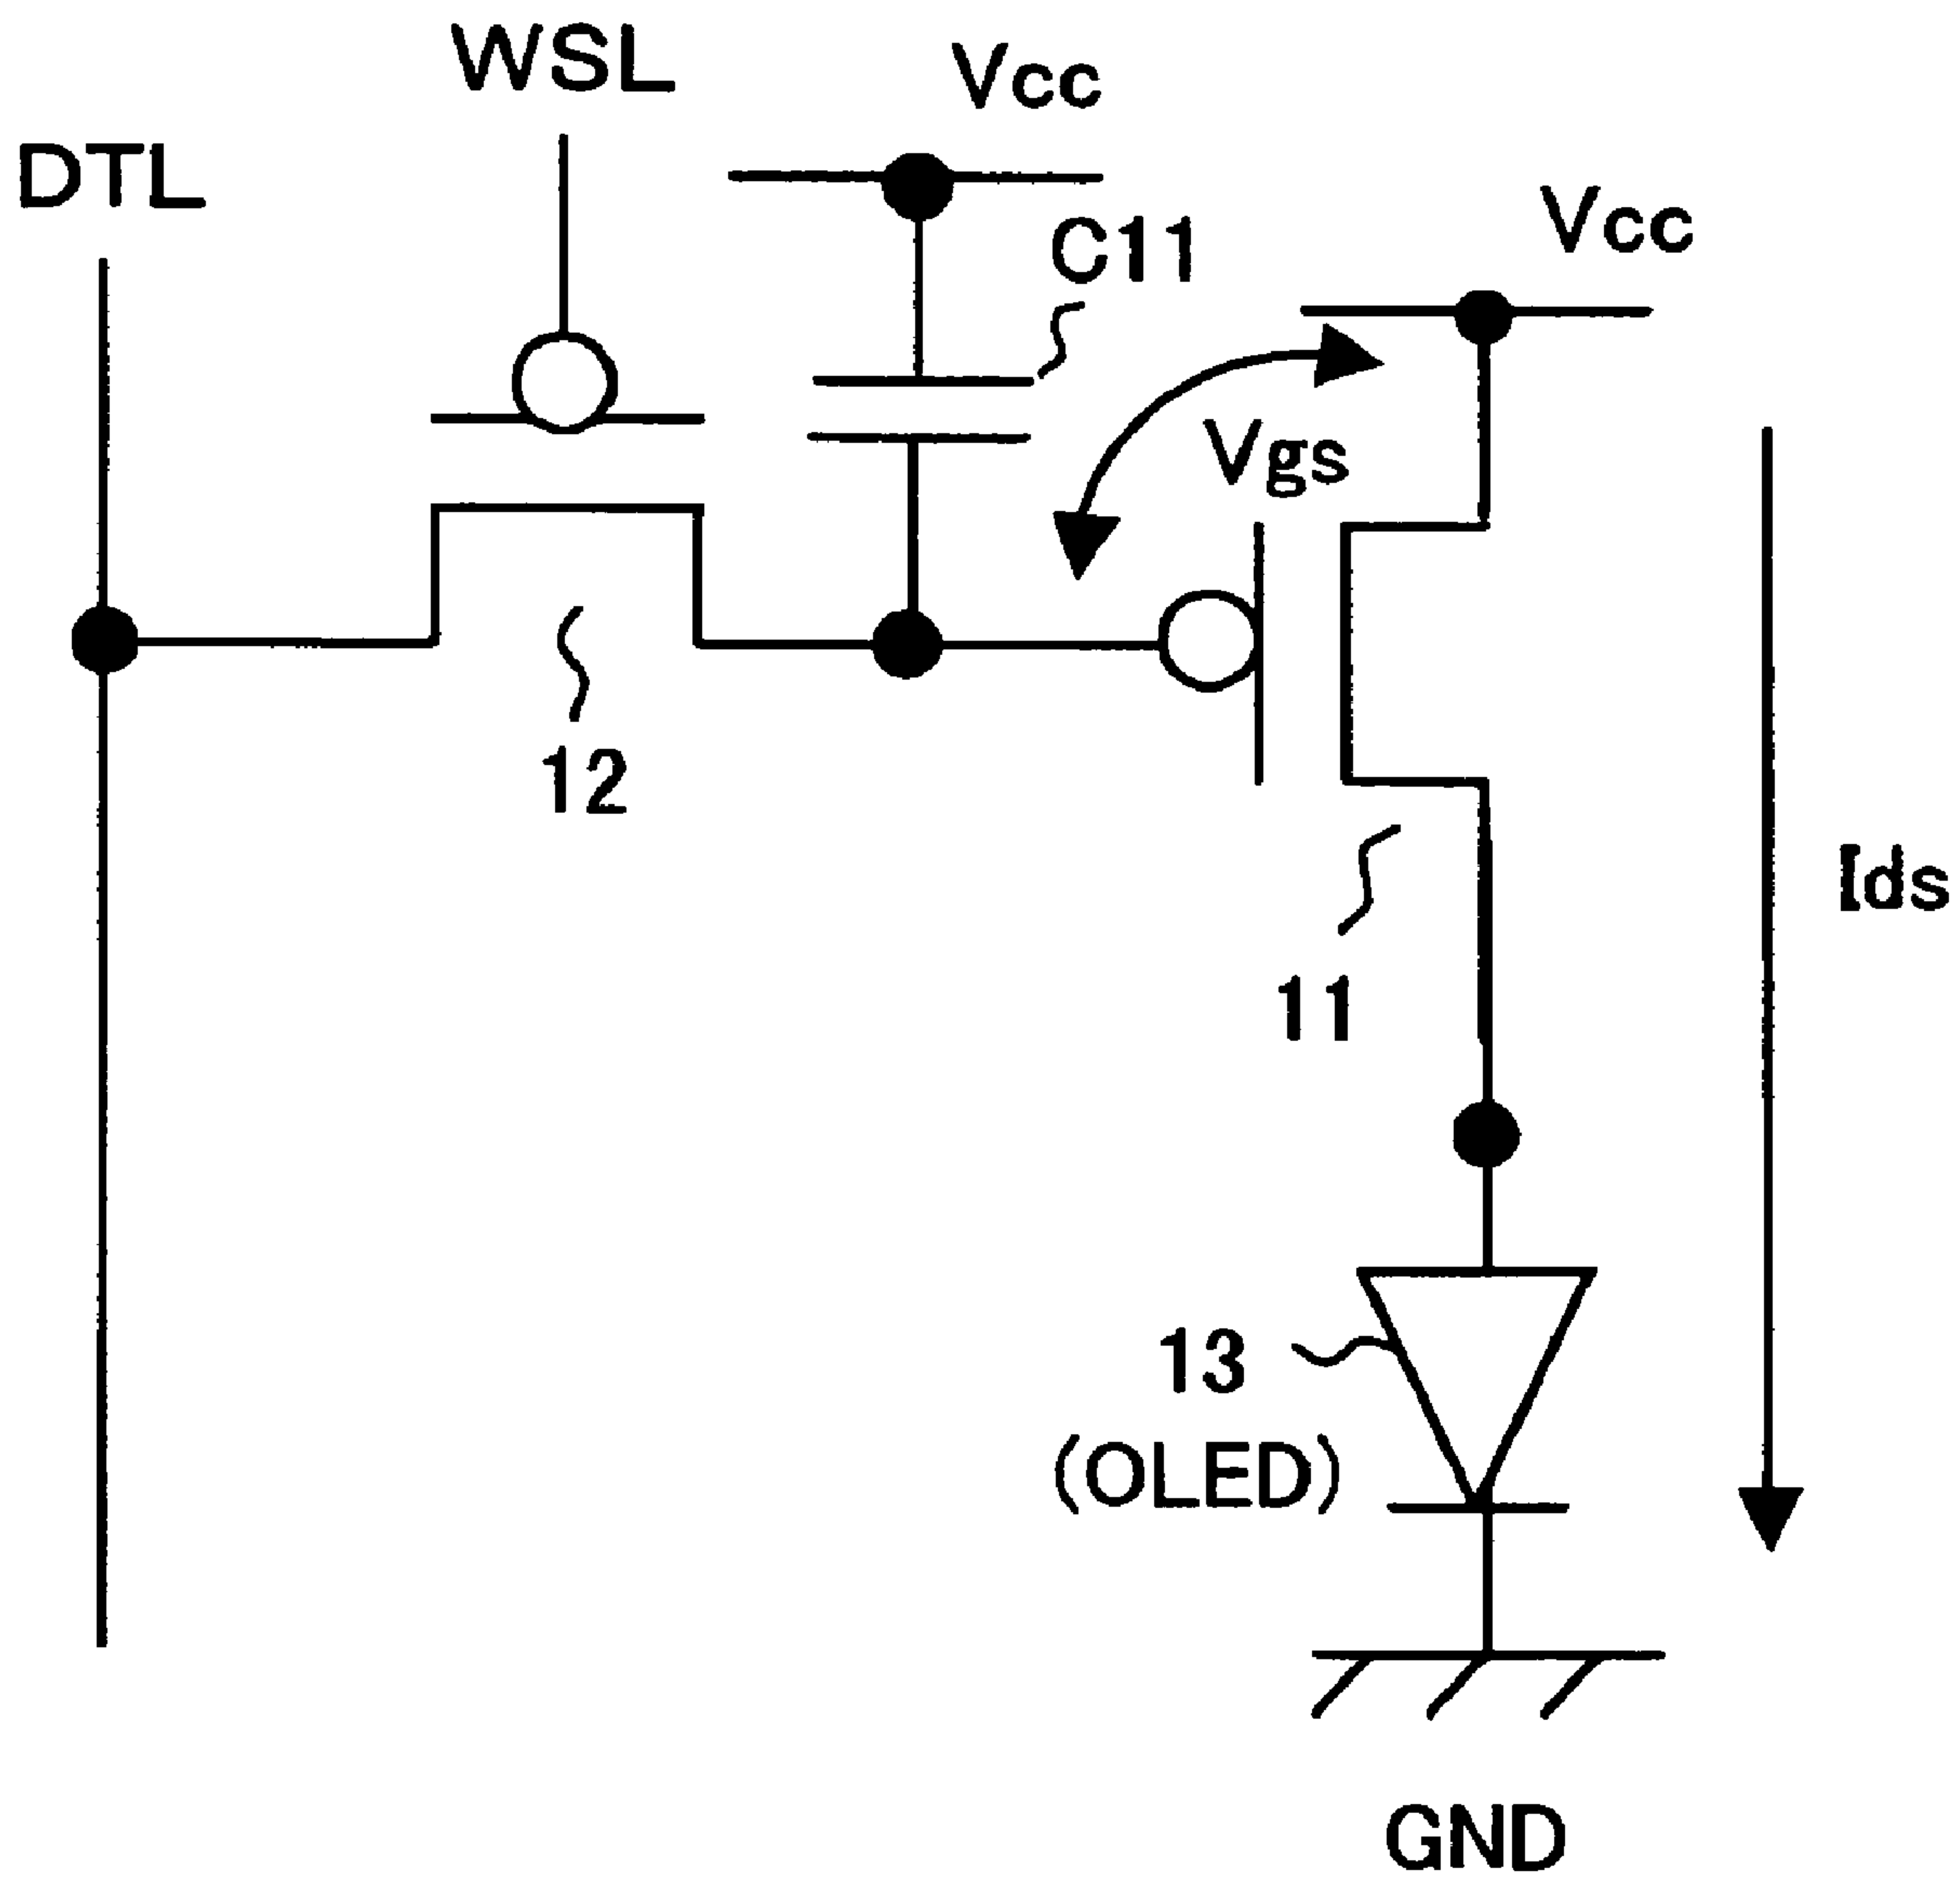 WSL
Vcc
DTL
C11
Vcc
Vgs
12
Ids
11
13
(OLED)
GND